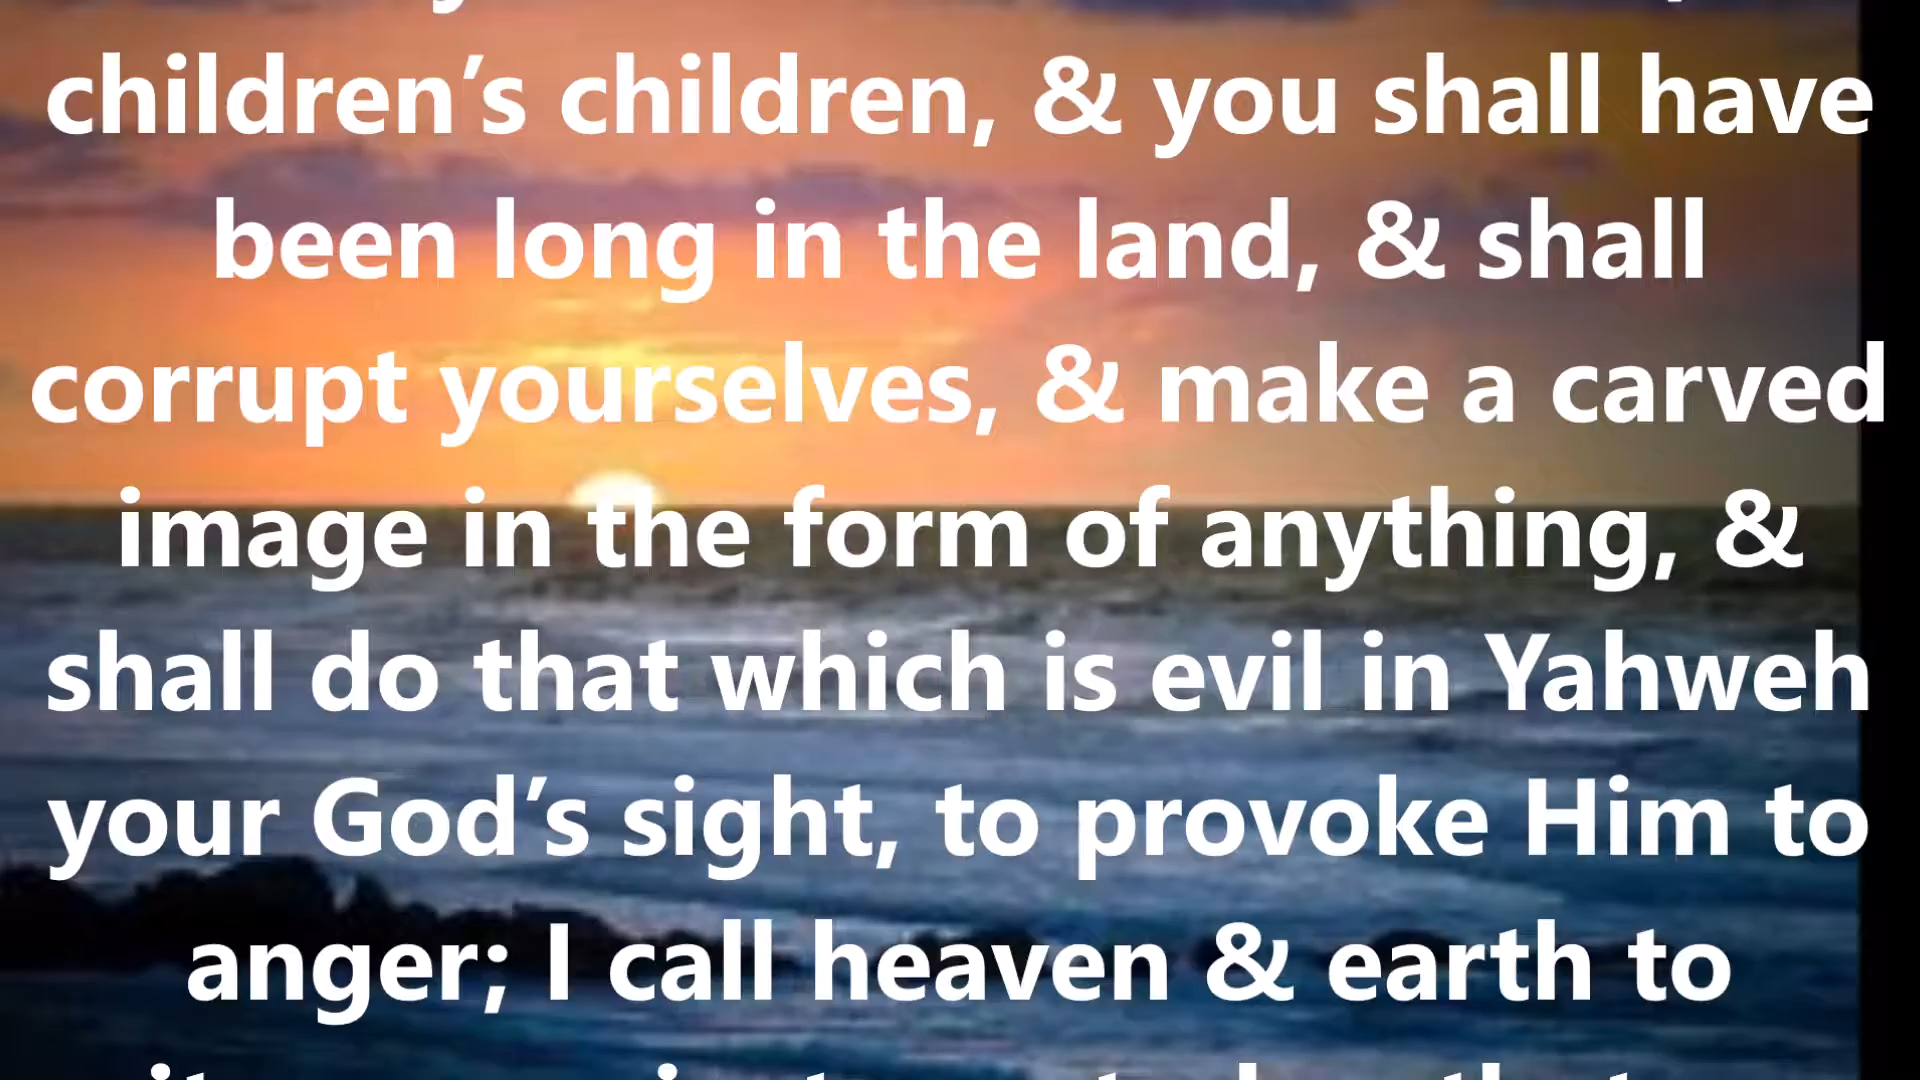 children’s children, & you shall have
been long in the land, & shall
corrupt yourselves, & make a carved
image in the form of anything, &
shall do that which is evil in Yahweh
your God’s sight, to provoke Him to
anger; I call heaven & earth to